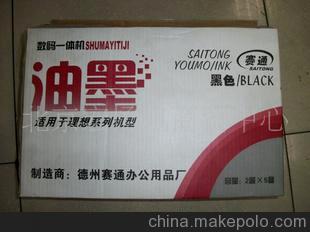 数码一体机SHUMAYITIJI
SAITONG
YOUMO/INK
赛通
SAITONG
油墨
黑色/BLACK
适用于理想系列机型
制造商：德州赛通办公用品厂
china.makepolo.com